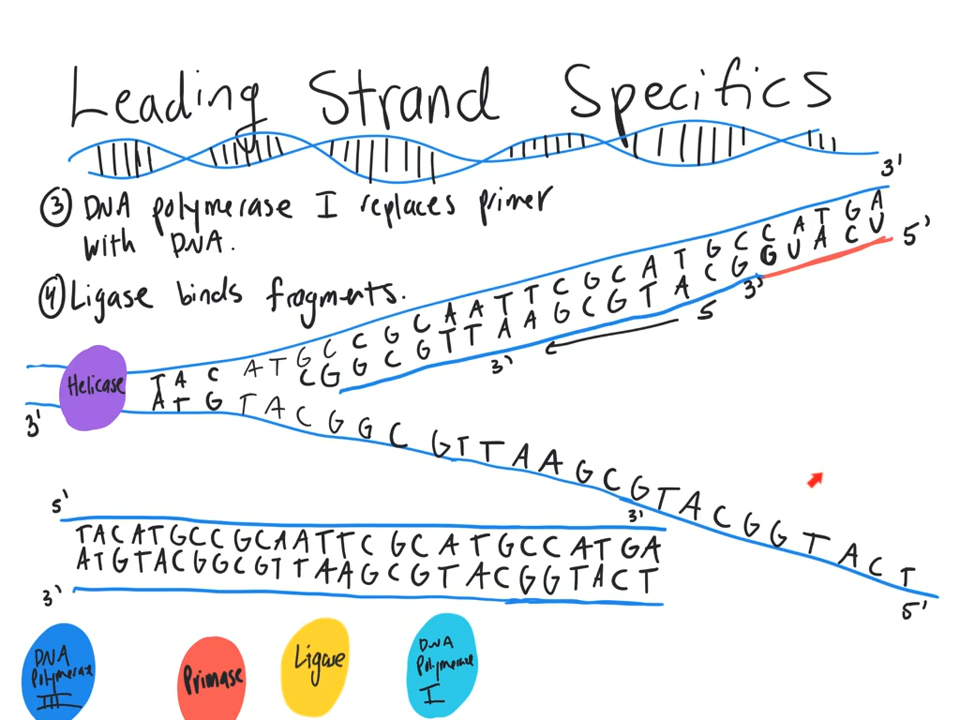 Leading Strand Specifics
③ DNA polymerase I replaces primer
with DNA.
④ Ligase binds fragments.
3'
A T G C C G C A A T T C G C A T G C C A T G A
C G G C G T T A A G C G T A C G G U A C U
5'
3'
5
3'
Helicase
T A C
A T G T A C G G C G T T A A G C G T A C G G T A C T
3'
5'
5'
3'
TACATGCCGCAATTCGCATGCCATGA
ATGTACGGCGTTAAGCGTACGGTACT
3'
DNA
Polymerase
III
Primase
Ligase
DNA
Polymerase
I